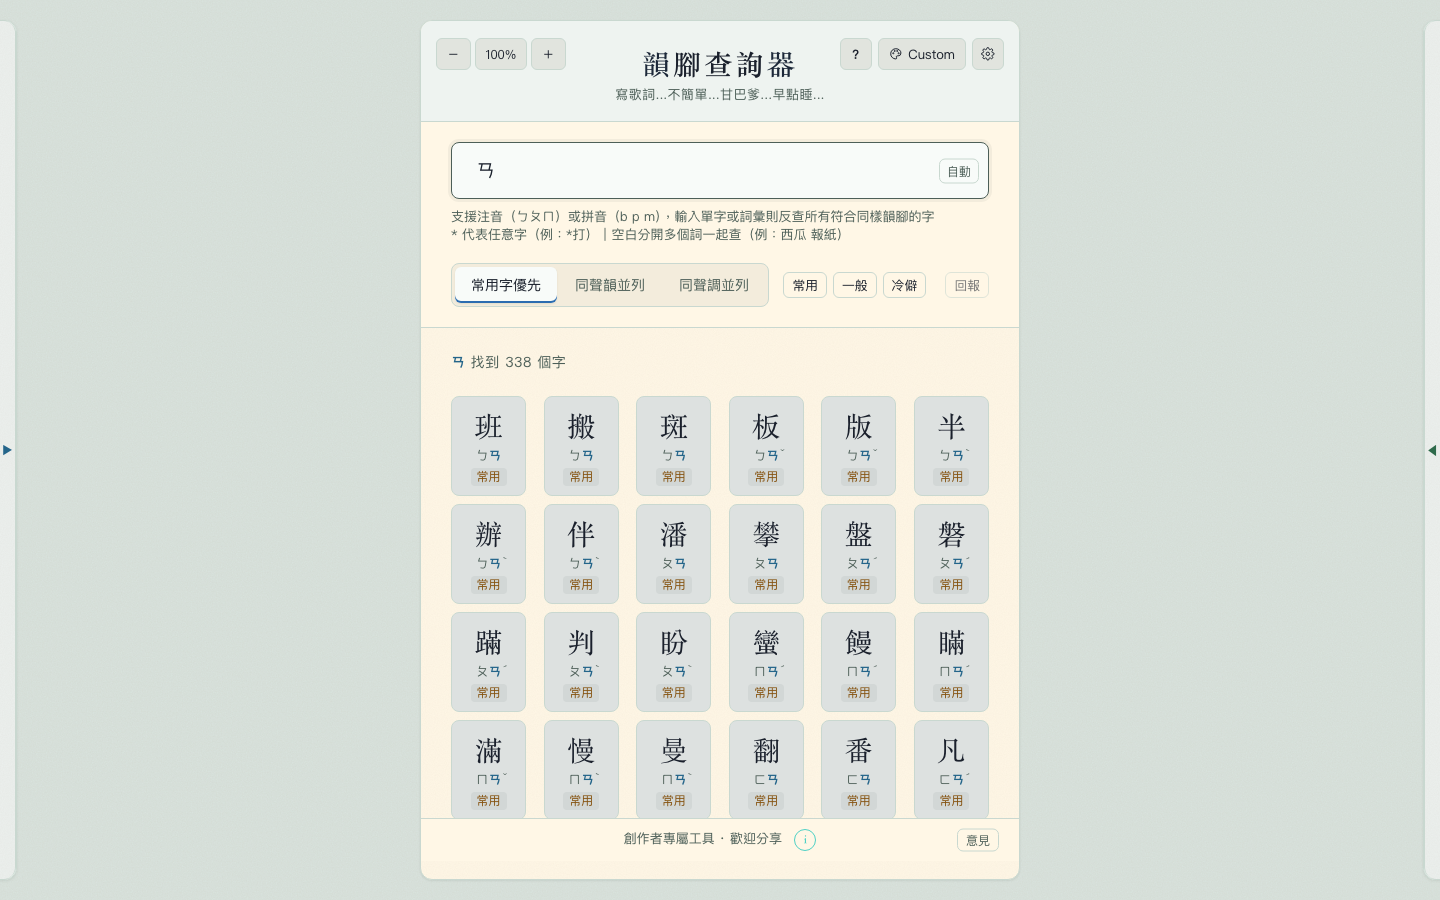 − 100% + 韻腳查詢器 ? Custom
寫歌詞...不簡單...甘巴爹...早點睡...
ㄢ 自動
支援注音（ㄅㄆㄇ）或拼音（b p m），輸入單字或詞彙則反查所有符合同樣韻腳的字
* 代表任意字（例：*打）｜空白分開多個詞一起查（例：西瓜 報紙）
常用字優先 同聲韻並列 同聲調並列 常用 一般 冷僻 回報
ㄢ 找到 338 個字
班 搬 斑 板 版 半
ㄅㄢ ㄅㄢ ㄅㄢ ㄅㄢˇ ㄅㄢˇ ㄅㄢˋ
常用 常用 常用 常用 常用 常用
辦 伴 潘 攀 盤 磐
ㄅㄢˋ ㄅㄢˋ ㄆㄢ ㄆㄢ ㄆㄢˊ ㄆㄢˊ
常用 常用 常用 常用 常用 常用
蹣 判 盼 蠻 饅 瞞
ㄆㄢˊ ㄆㄢˋ ㄆㄢˋ ㄇㄢˊ ㄇㄢˊ ㄇㄢˊ
常用 常用 常用 常用 常用 常用
滿 慢 曼 翻 番 凡
ㄇㄢˇ ㄇㄢˋ ㄇㄢˋ ㄈㄢ ㄈㄢ ㄈㄢˊ
常用 常用 常用 常用 常用 常用
創作者專屬工具 · 歡迎分享 i 意見